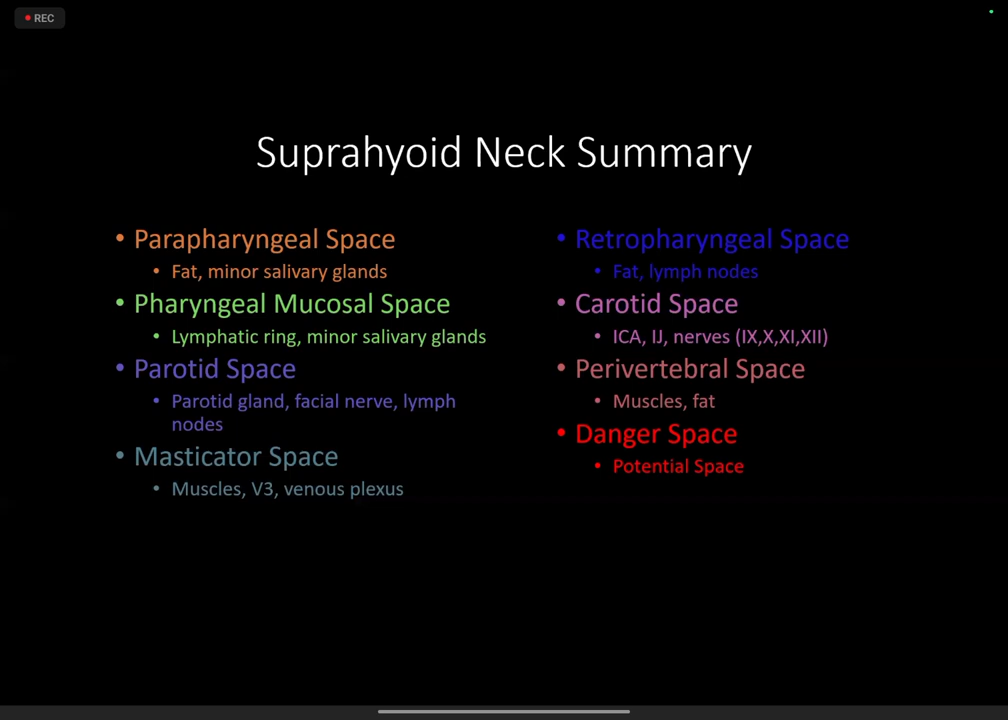 REC
Suprahyoid Neck Summary
• Parapharyngeal Space
• Fat, minor salivary glands
• Pharyngeal Mucosal Space
• Lymphatic ring, minor salivary glands
• Parotid Space
• Parotid gland, facial nerve, lymph
nodes
• Masticator Space
• Muscles, V3, venous plexus
• Retropharyngeal Space
• Fat, lymph nodes
• Carotid Space
• ICA, IJ, nerves (IX,X,XI,XII)
• Perivertebral Space
• Muscles, fat
• Danger Space
• Potential Space